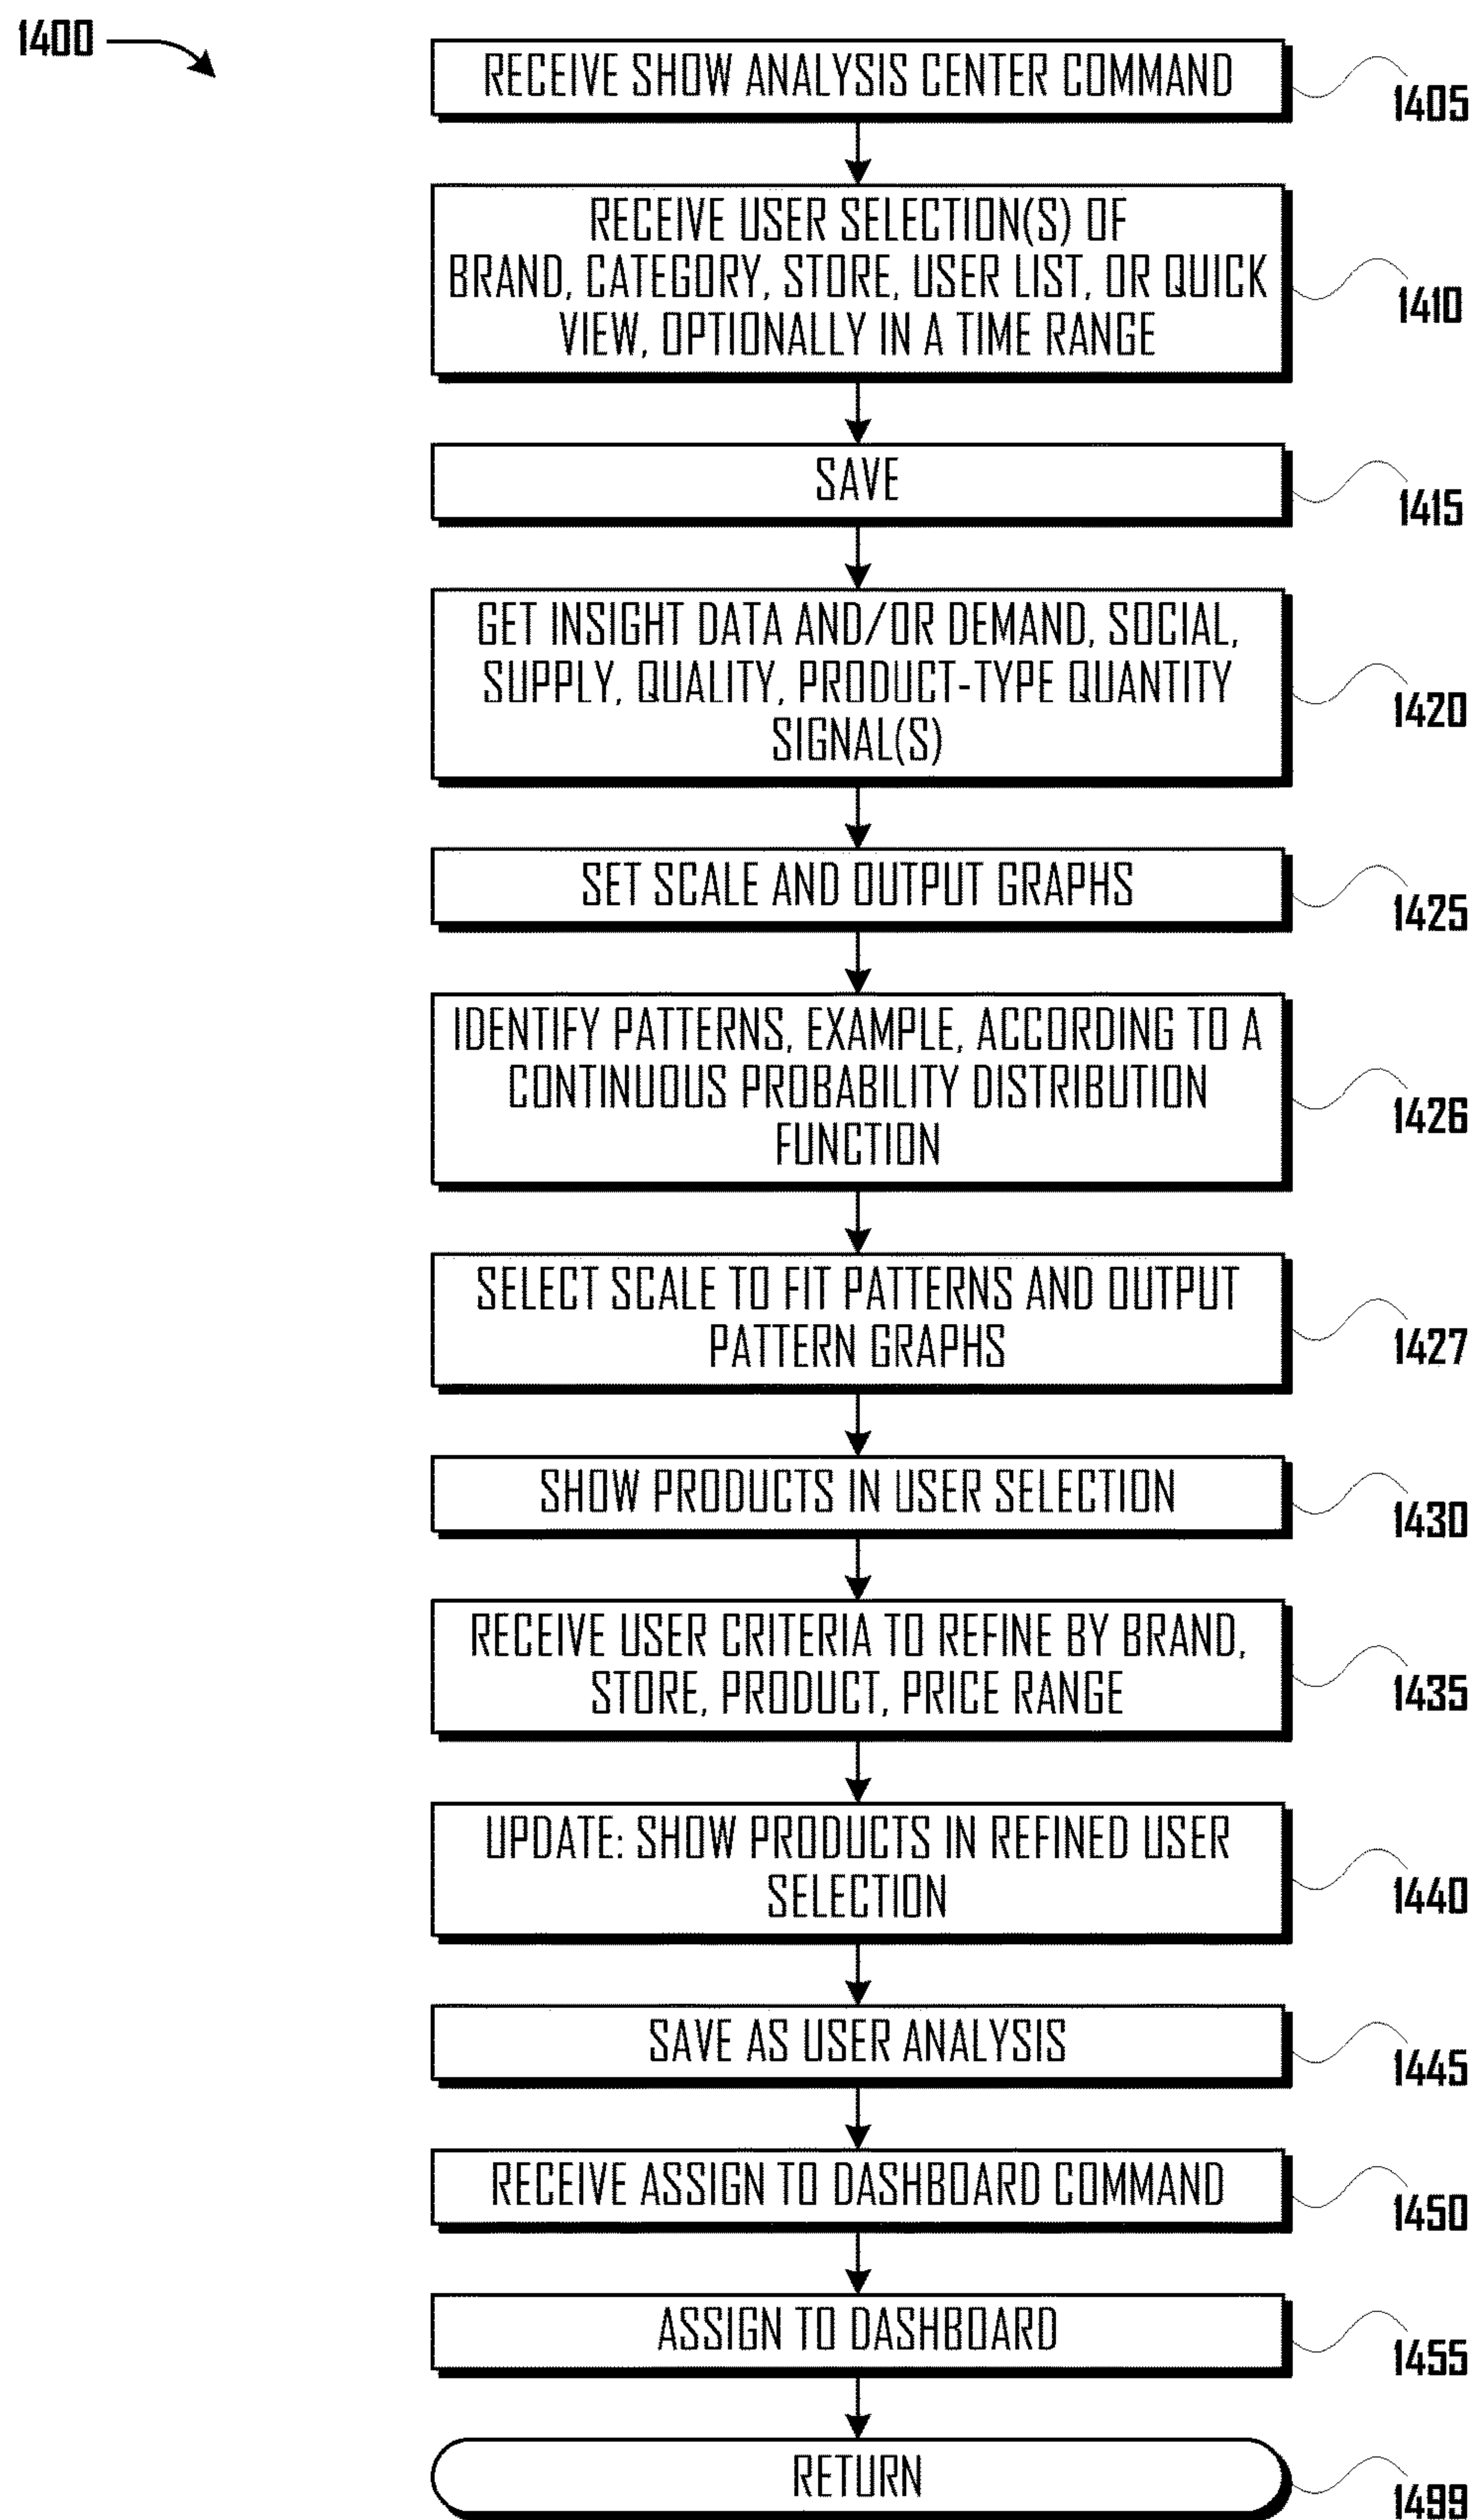 1400
RECEIVE SHOW ANALYSIS CENTER COMMAND
1405
RECEIVE USER SELECTION(S) OF
BRAND, CATEGORY, STORE, USER LIST, OR QUICK
VIEW, OPTIONALLY IN A TIME RANGE
1410
SAVE
1415
GET INSIGHT DATA AND/OR DEMAND, SOCIAL,
SUPPLY, QUALITY, PRODUCT-TYPE QUANTITY
SIGNAL(S)
1420
SET SCALE AND OUTPUT GRAPHS
1425
IDENTIFY PATTERNS, EXAMPLE, ACCORDING TO A
CONTINUOUS PROBABILITY DISTRIBUTION
FUNCTION
1426
SELECT SCALE TO FIT PATTERNS AND OUTPUT
PATTERN GRAPHS
1427
SHOW PRODUCTS IN USER SELECTION
1430
RECEIVE USER CRITERIA TO REFINE BY BRAND,
STORE, PRODUCT, PRICE RANGE
1435
UPDATE: SHOW PRODUCTS IN REFINED USER
SELECTION
1440
SAVE AS USER ANALYSIS
1445
RECEIVE ASSIGN TO DASHBOARD COMMAND
1450
ASSIGN TO DASHBOARD
1455
RETURN
1499